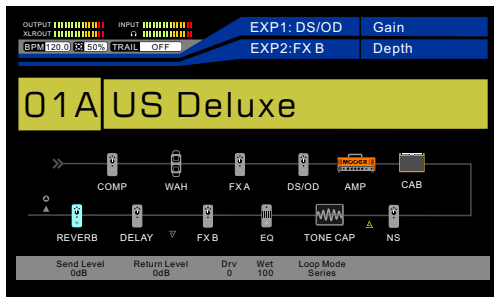 OUTPUT INPUT EXP1: DS/OD Gain
XLROUT
BPM 120.0 50% TRAIL OFF EXP2:FX B Depth
01A US Deluxe
MOOER
COMP WAH FX A DS/OD AMP CAB
REVERB DELAY FX B EQ TONE CAP NS
Send Level Return Level Drv Wet Loop Mode
0dB 0dB 0 100 Series